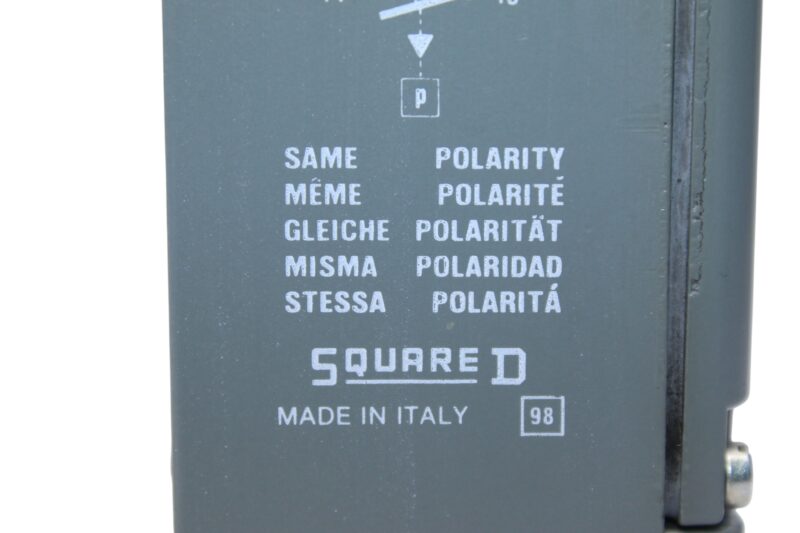 P
SAME POLARITY
MÊME POLARITÉ
GLEICHE POLARITÄT
MISMA POLARIDAD
STESSA POLARITÁ
SQUARE D
MADE IN ITALY 98